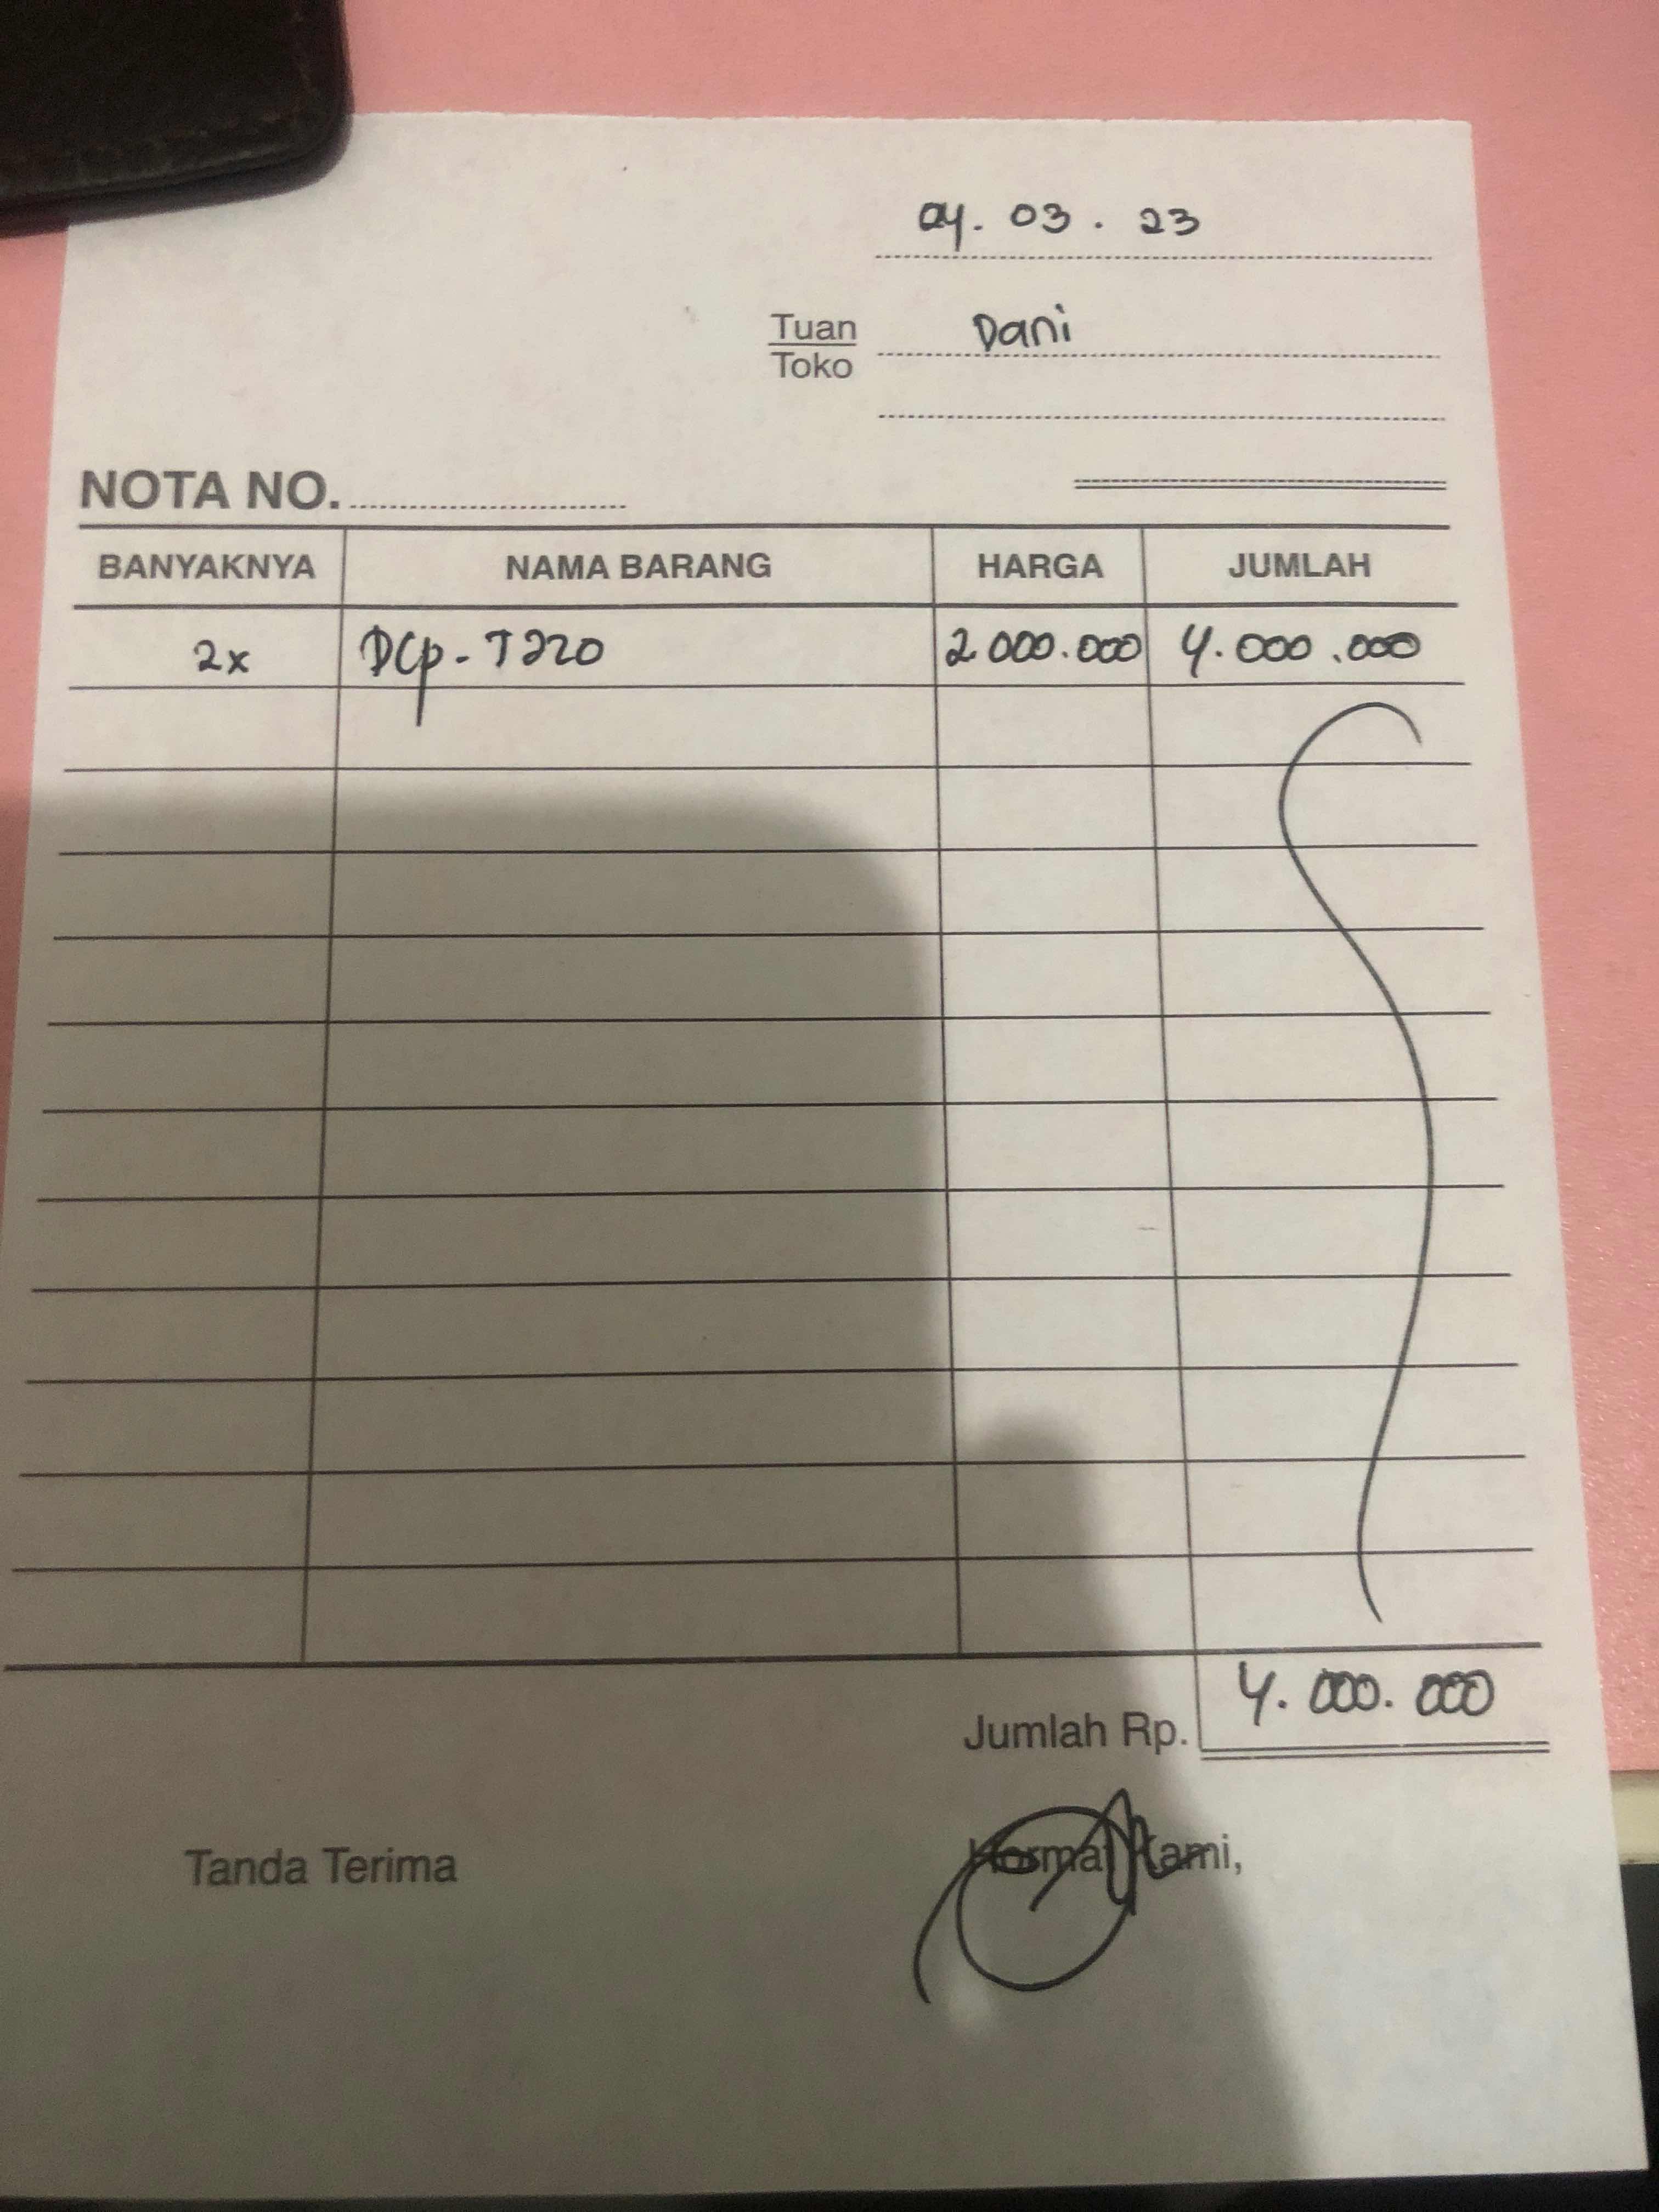 04. 03. 23
Tuan Dani
Toko
NOTA NO.
BANYAKNYA NAMA BARANG HARGA JUMLAH
2x DCP-T220 2.000.000 4.000.000
Jumlah Rp. 4.000.000
Tanda Terima Hormat Kami,